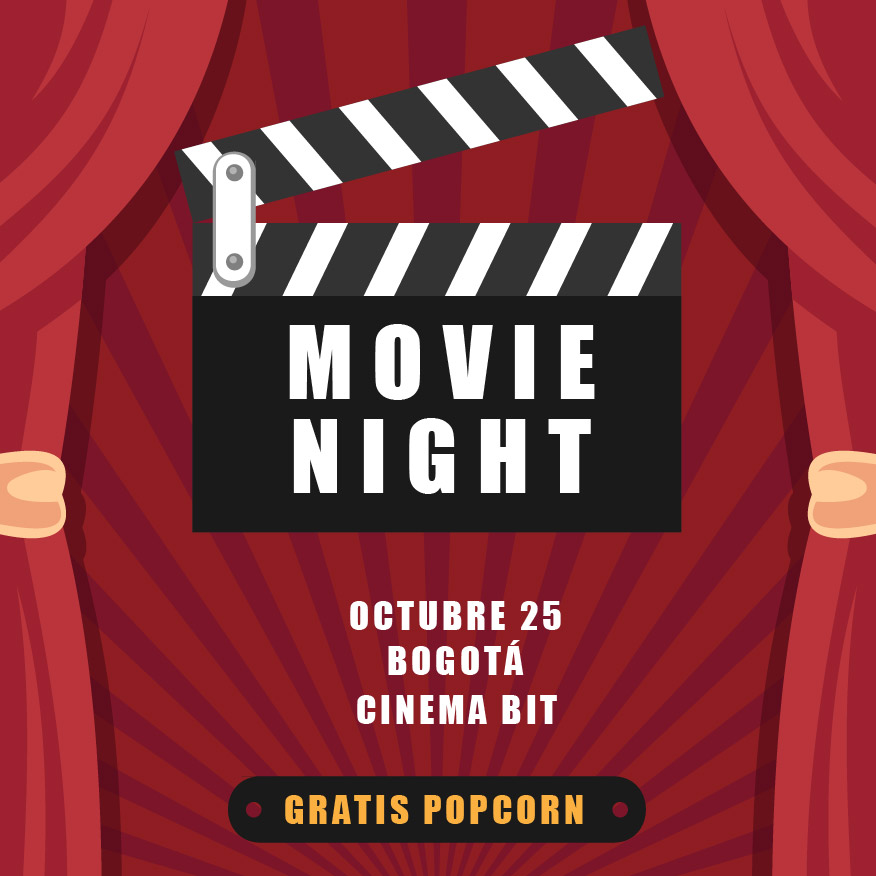 MOVIE
NIGHT
OCTUBRE 25
BOGOTÁ
CINEMA BIT
GRATIS POPCORN